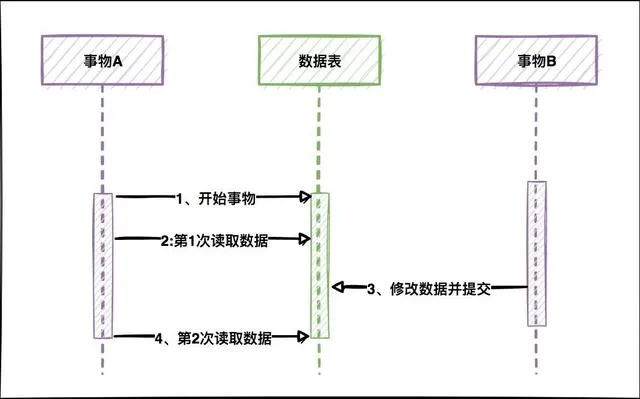 事物A
数据表
事物B
1、开始事物
2:第1次读取数据
3、修改数据并提交
4、第2次读取数据